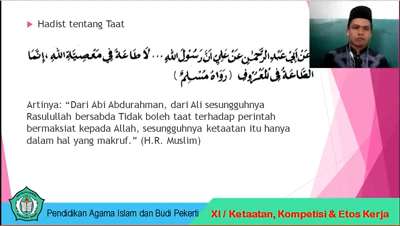 Hadist tentang Taat
عَنْ أَبِي عَبْدِ الرَّحْمٰنِ عَنْ عَلِيٍّ أَنَّ رَسُوْلَ اللهِ ... لَا طَاعَةَ فِيْ مَعْصِيَةِ اللهِ، إِنَّمَا
الطَّاعَةُ فِي الْمَعْرُوْفِ (رَوَاهُ مُسْلِمٌ)
Artinya: “Dari Abi Abdurahman, dari Ali sesungguhnya
Rasulullah bersabda Tidak boleh taat terhadap perintah
bermaksiat kepada Allah, sesungguhnya ketaatan itu hanya
dalam hal yang makruf.” (H.R. Muslim)
Pendidikan Agama Islam dan Budi Pekerti
XI / Ketaatan, Kompetisi & Etos Kerja